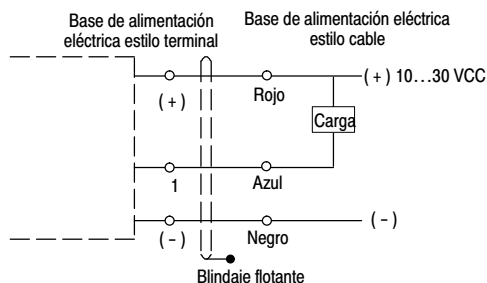 Base de alimentación
eléctrica estilo terminal
Base de alimentación eléctrica
estilo cable
(+)
Rojo
(+) 10...30 VCC
Carga
1
Azul
(–)
Negro
(–)
Blindaje flotante